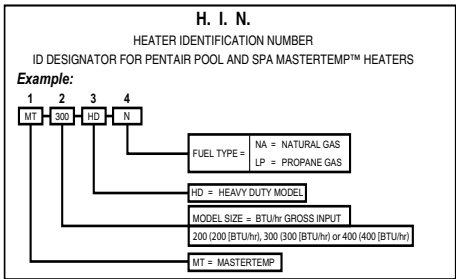 H. I. N.
HEATER IDENTIFICATION NUMBER
ID DESIGNATOR FOR PENTAIR POOL AND SPA MASTERTEMP™ HEATERS
Example:
1 2 3 4
MT 300 HD N
FUEL TYPE = NA = NATURAL GAS
LP = PROPANE GAS
HD = HEAVY DUTY MODEL
MODEL SIZE = BTU/hr GROSS INPUT
200 (200 [BTU/hr), 300 (300 [BTU/hr) or 400 (400 [BTU/hr)
MT = MASTERTEMP